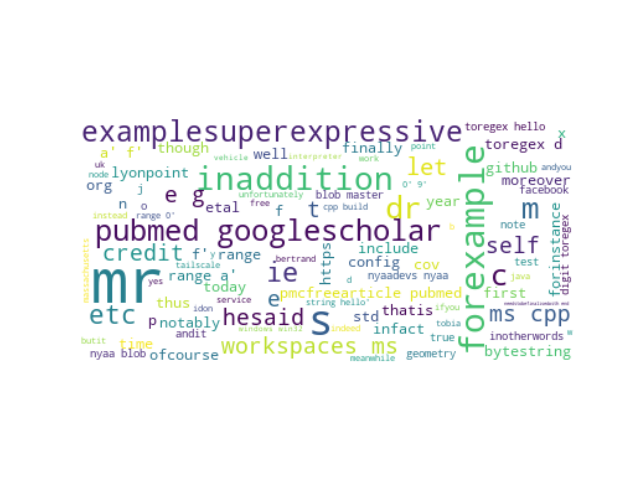 examplesuperexpressive
toregex hello
x
a' f'
though
well
interpreter
finally
point
toregex d
uk
vehicle
work
node
lyonpoint
inaddition
let
github
andyou
org
j
e g
unfortunately
blob master
0' 9'
moreover
facebook
n
o
etal
free
f
t
cpp build
dr
year
forexample
m
note
instead
range 0'
pubmed googlescholar
b
self
forinstance
digit toregex
massachusetts
credit
f'
y
range
https
include
test
tailscale
bertrand
config
cov
mr
yes
range a'
ie
nyaadevs nyaa
c
java
today
service
e
pmcfreearticle pubmed
first
string hello'
thus
idon
s
thatis
ifyou
etc
p
notably
hesaid
std
tobia
ms cpp
andit
windows win32
indeed
infact
true
inotherwords
butit
time
workspaces ms
nyaa blob
ofcourse
meanwhile
geometry
bytestring